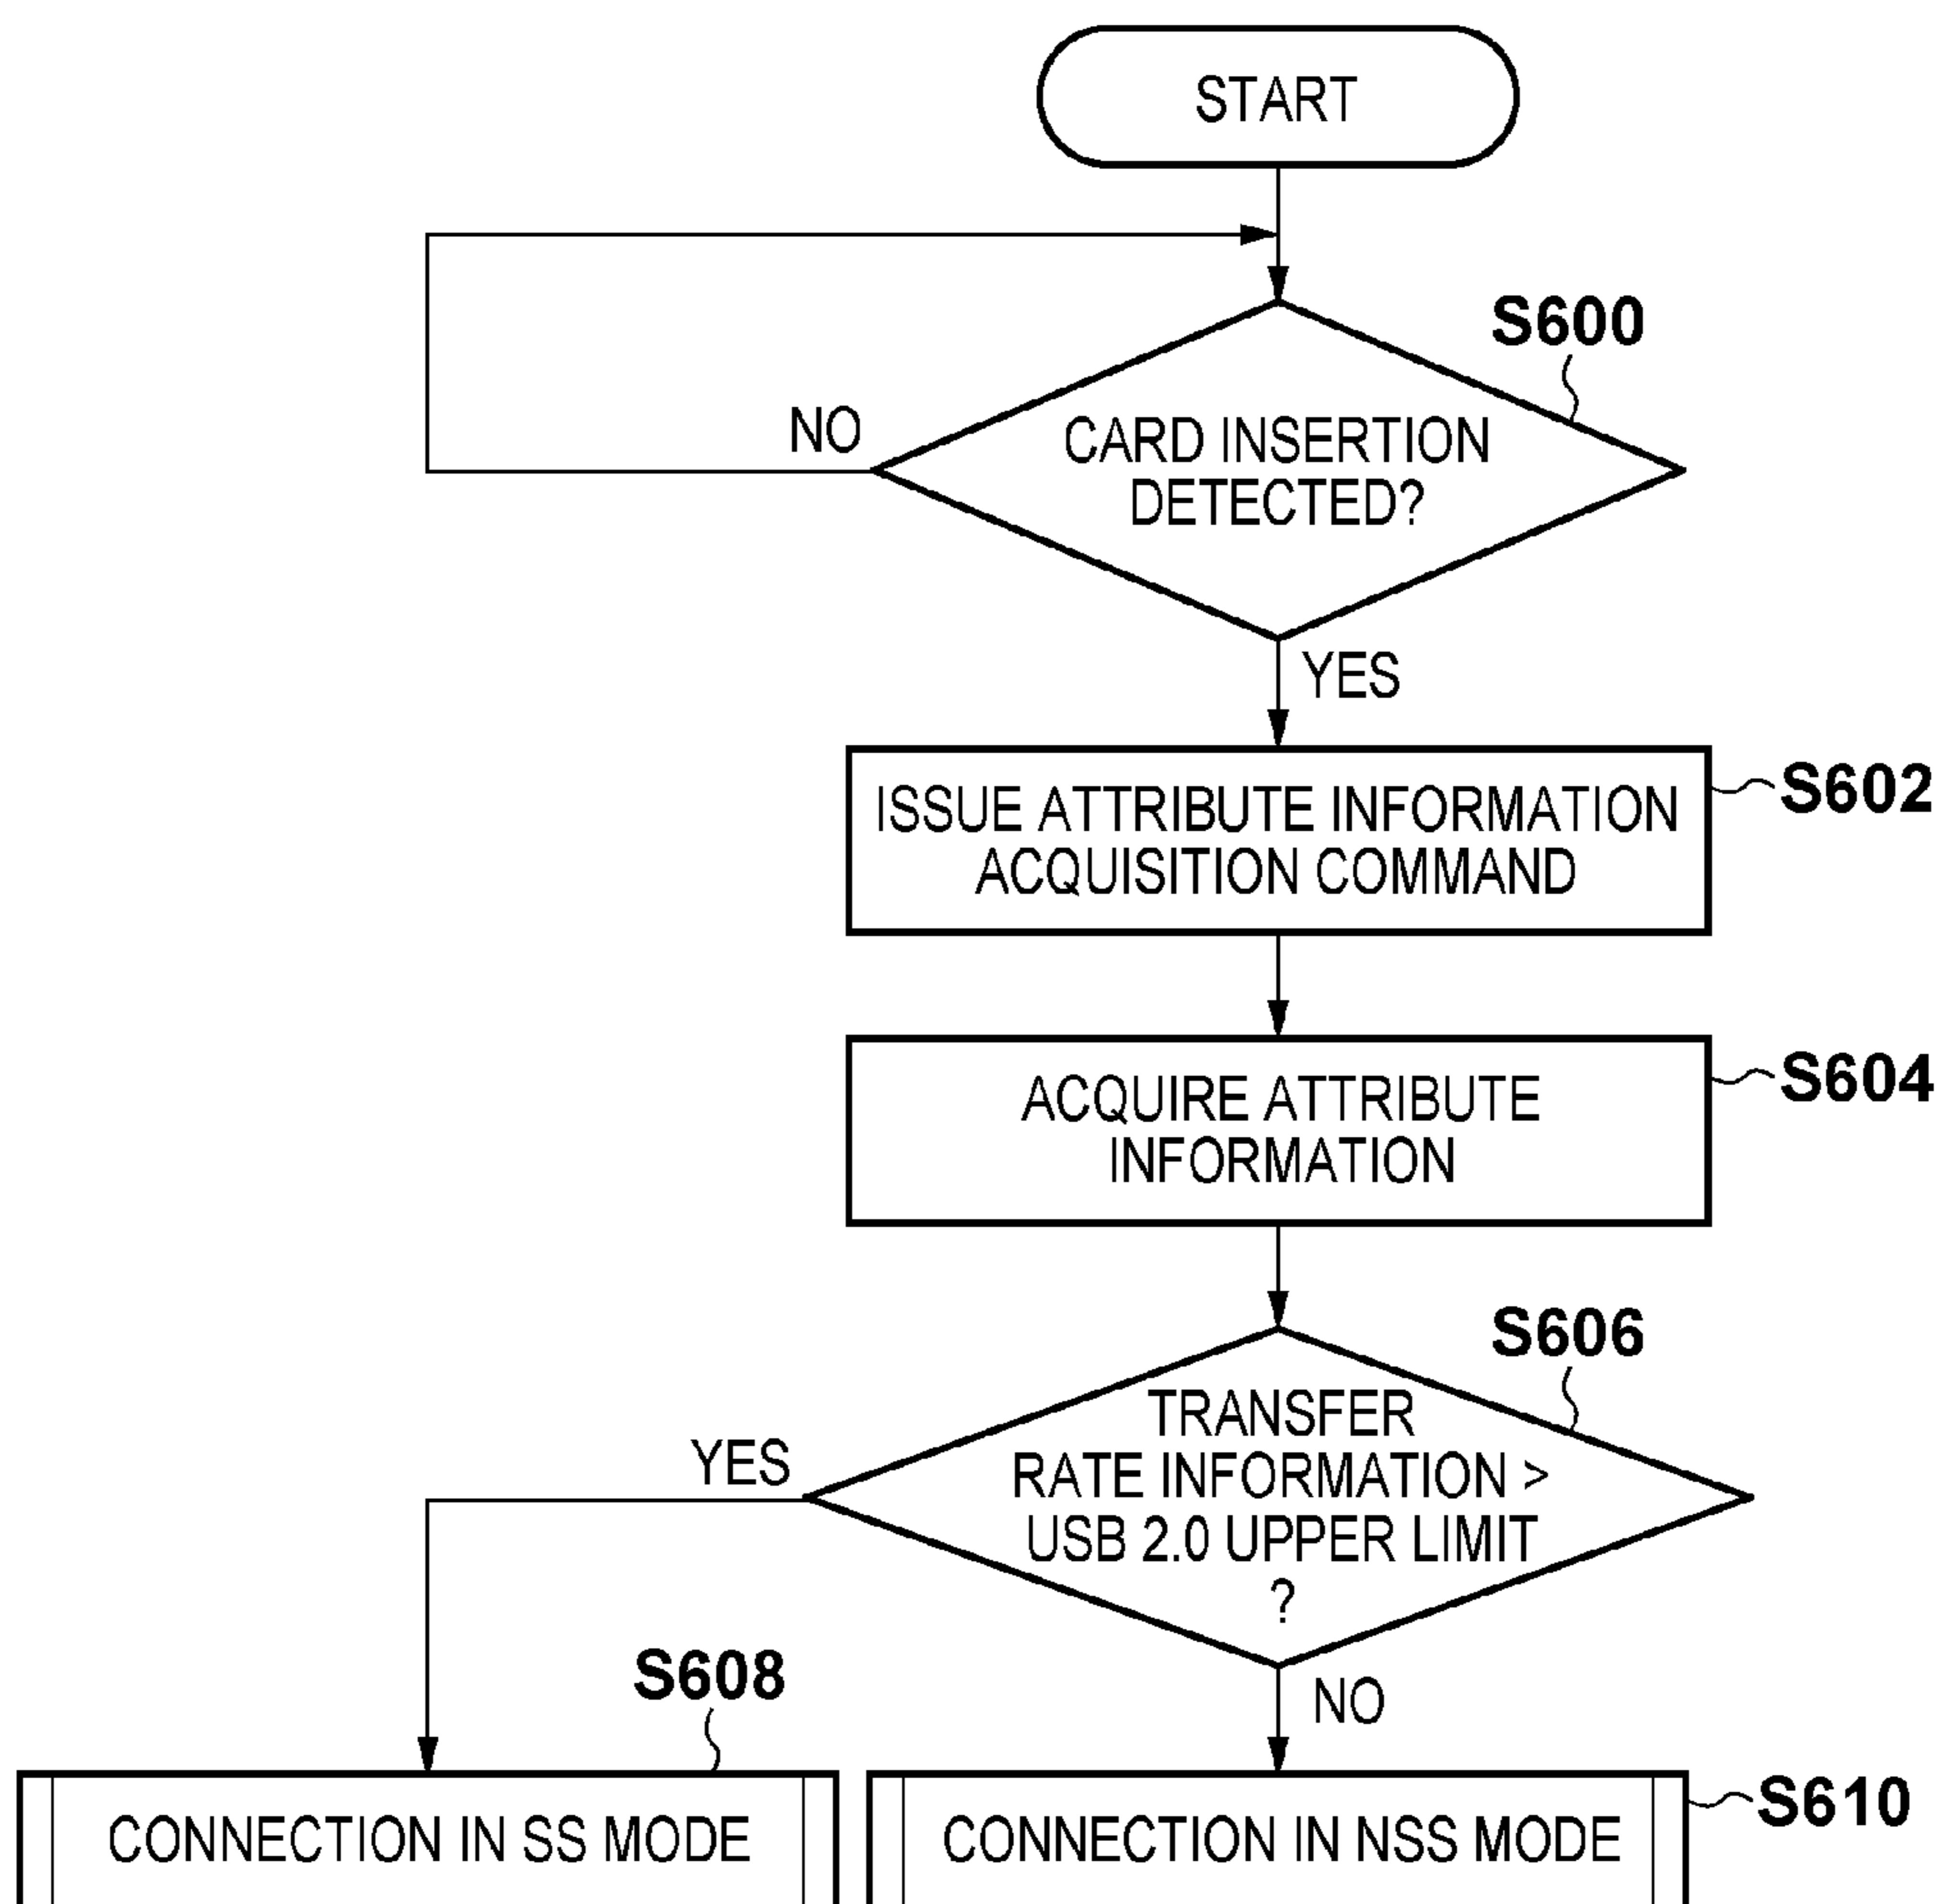 START
S600
NO
CARD INSERTION
DETECTED?
YES
ISSUE ATTRIBUTE INFORMATION
ACQUISITION COMMAND
S602
ACQUIRE ATTRIBUTE
INFORMATION
S604
S606
TRANSFER
RATE INFORMATION >
USB 2.0 UPPER LIMIT
?
YES
NO
S608
CONNECTION IN SS MODE
CONNECTION IN NSS MODE
S610